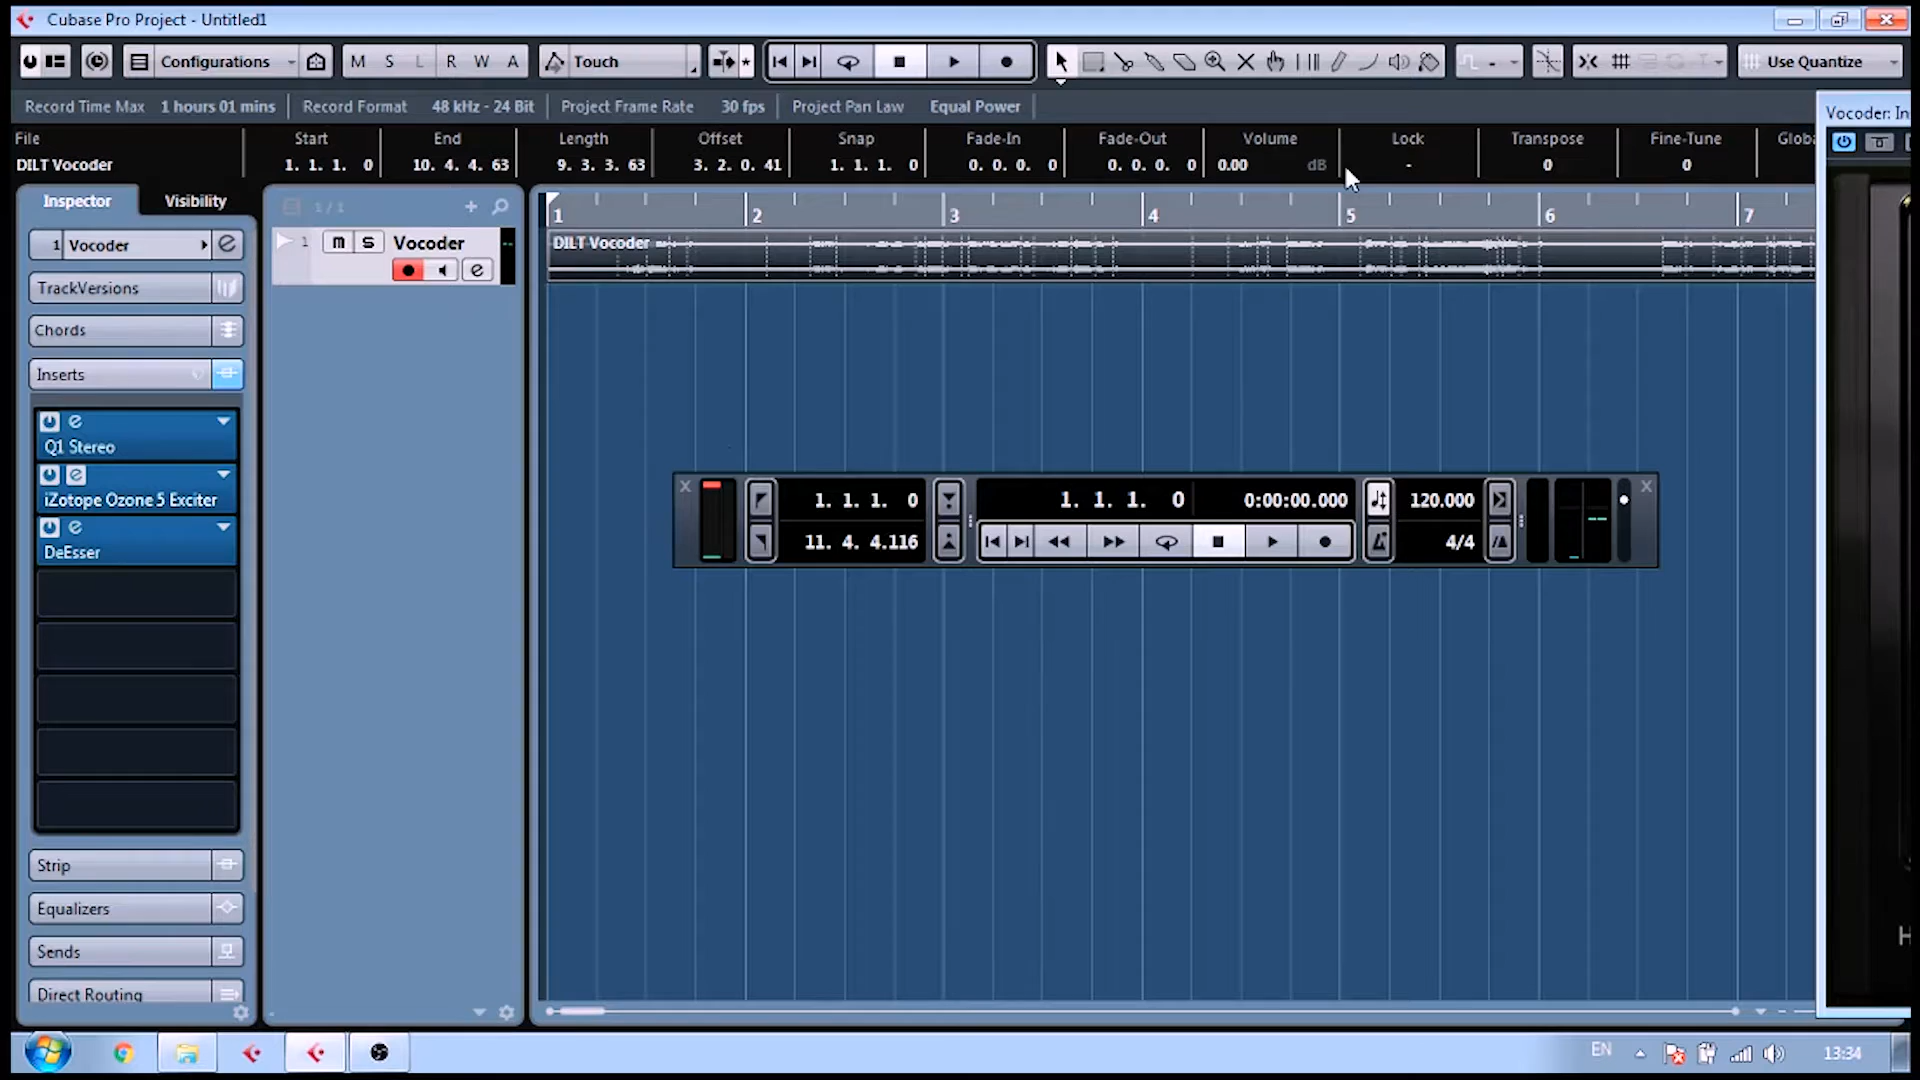 Cubase Pro Project - Untitled1
Configurations M S L R W A Touch Use Quantize
Record Time Max 1 hours 01 mins Record Format 48 kHz - 24 Bit Project Frame Rate 30 fps Project Pan Law Equal Power
Vocoder: In
File Start End Length Offset Snap Fade-In Fade-Out Volume Lock Transpose Fine-Tune Globa
DILT Vocoder 1. 1. 1. 0 10. 4. 4. 63 9. 3. 3. 63 3. 2. 0. 41 1. 1. 1. 0 0. 0. 0. 0 0. 0. 0. 0 0.00 dB - 0 0
Inspector Visibility 1 / 1
1 2 3 4 5 6 7
1 Vocoder
1 m S Vocoder
DILT Vocoder
TrackVersions
Chords
Inserts
Q1 Stereo
iZotope Ozone 5 Exciter
DeEsser
X 1. 1. 1. 0 1. 1. 1. 0 0:00:00.000 120.000 X
11. 4. 4.116 4/4
Strip
Equalizers
H
Sends
Direct Routing
EN 13:34